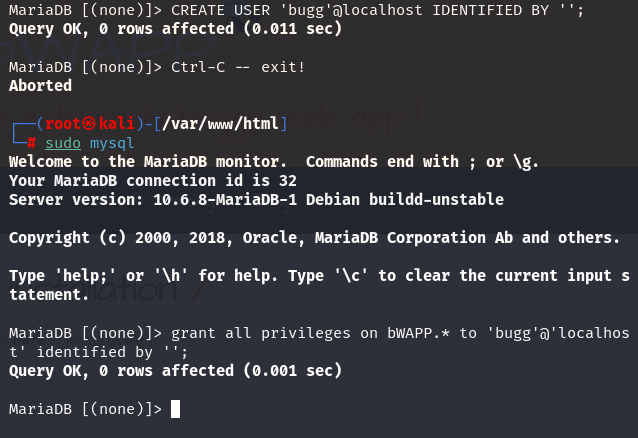 MariaDB [(none)]> CREATE USER 'bugg'@localhost IDENTIFIED BY '';
Query OK, 0 rows affected (0.011 sec)
MariaDB [(none)]> Ctrl-C -- exit!
Aborted
┌──(root㉿kali)-[/var/www/html]
└─# sudo mysql
Welcome to the MariaDB monitor.  Commands end with ; or \g.
Your MariaDB connection id is 32
Server version: 10.6.8-MariaDB-1 Debian buildd-unstable
Copyright (c) 2000, 2018, Oracle, MariaDB Corporation Ab and others.
Type 'help;' or '\h' for help. Type '\c' to clear the current input s
tatement.
MariaDB [(none)]> grant all privileges on bWAPP.* to 'bugg'@'localhos
t' identified by '';
Query OK, 0 rows affected (0.001 sec)
MariaDB [(none)]>